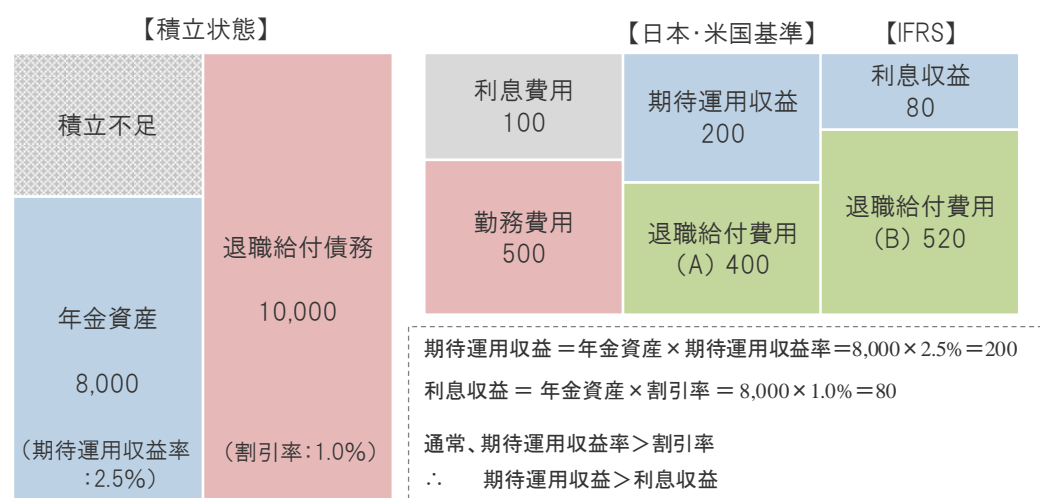 【積立状態】
積立不足
年金資産
8,000
(期待運用収益率
:2.5%)
退職給付債務
10,000
(割引率:1.0%)
【日本・米国基準】
【IFRS】
利息費用
100
勤務費用
500
期待運用収益
200
退職給付費用
(A) 400
利息収益
80
退職給付費用
(B) 520
期待運用収益＝年金資産×期待運用収益率＝8,000×2.5%＝200
利息収益＝ 年金資産×割引率＝8,000×1.0%＝80
通常、期待運用収益率＞割引率
∴ 期待運用収益＞利息収益